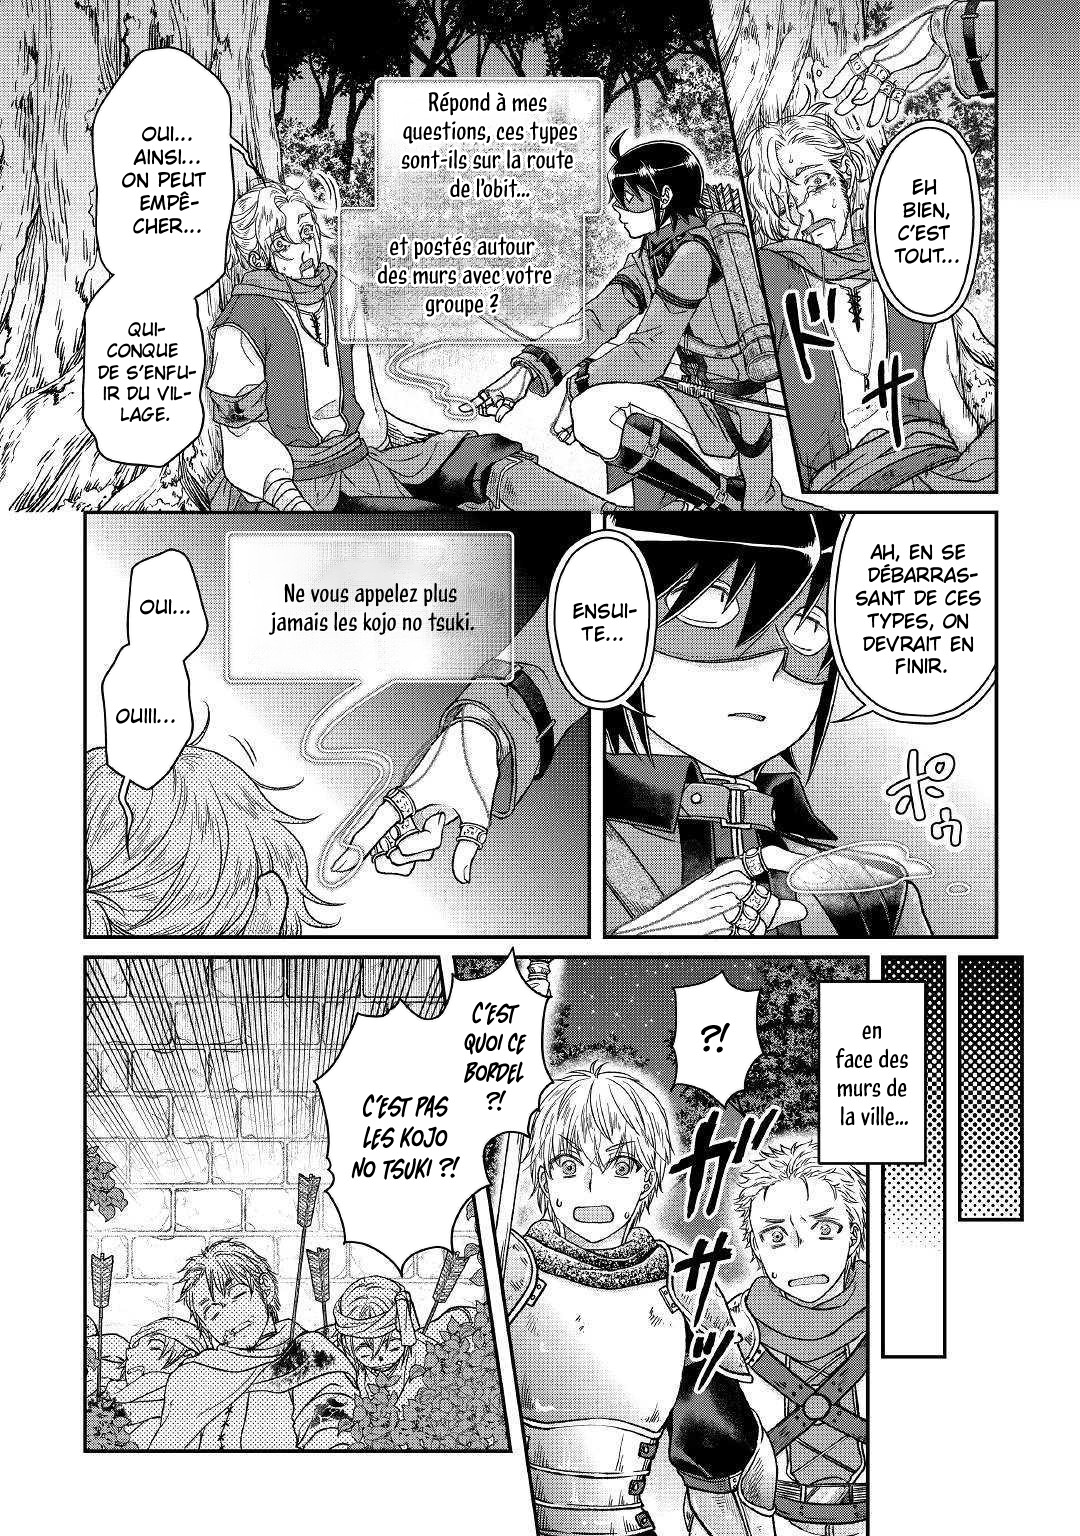 EH
BIEN,
C'EST
TOUT...
ドドッ
Répond à mes
questions, ces types
sont-ils sur la route
de l'obit...
et postés autour
des murs avec votre
groupe ?
OUI...
AINSI...
ON PEUT
EMPÊ-
CHER...
QUI-
CONQUE
DE S'ENFU-
IR DU VIL-
LAGE.
AH, EN SE
DÉBARRAS-
SANT DE CES
TYPES, ON
DEVRAIT EN
FINIR.
ポゥ
ENSUI-
TE...
Ne vous appelez plus
jamais les kojo no tsuki.
OUI...
OUIII...
en
face des
murs de
la ville...
?!
ガサッ
C'EST
QUOI CE
BORDEL
?!
C'EST PAS
LES KOJO
NO TSUKI ?!